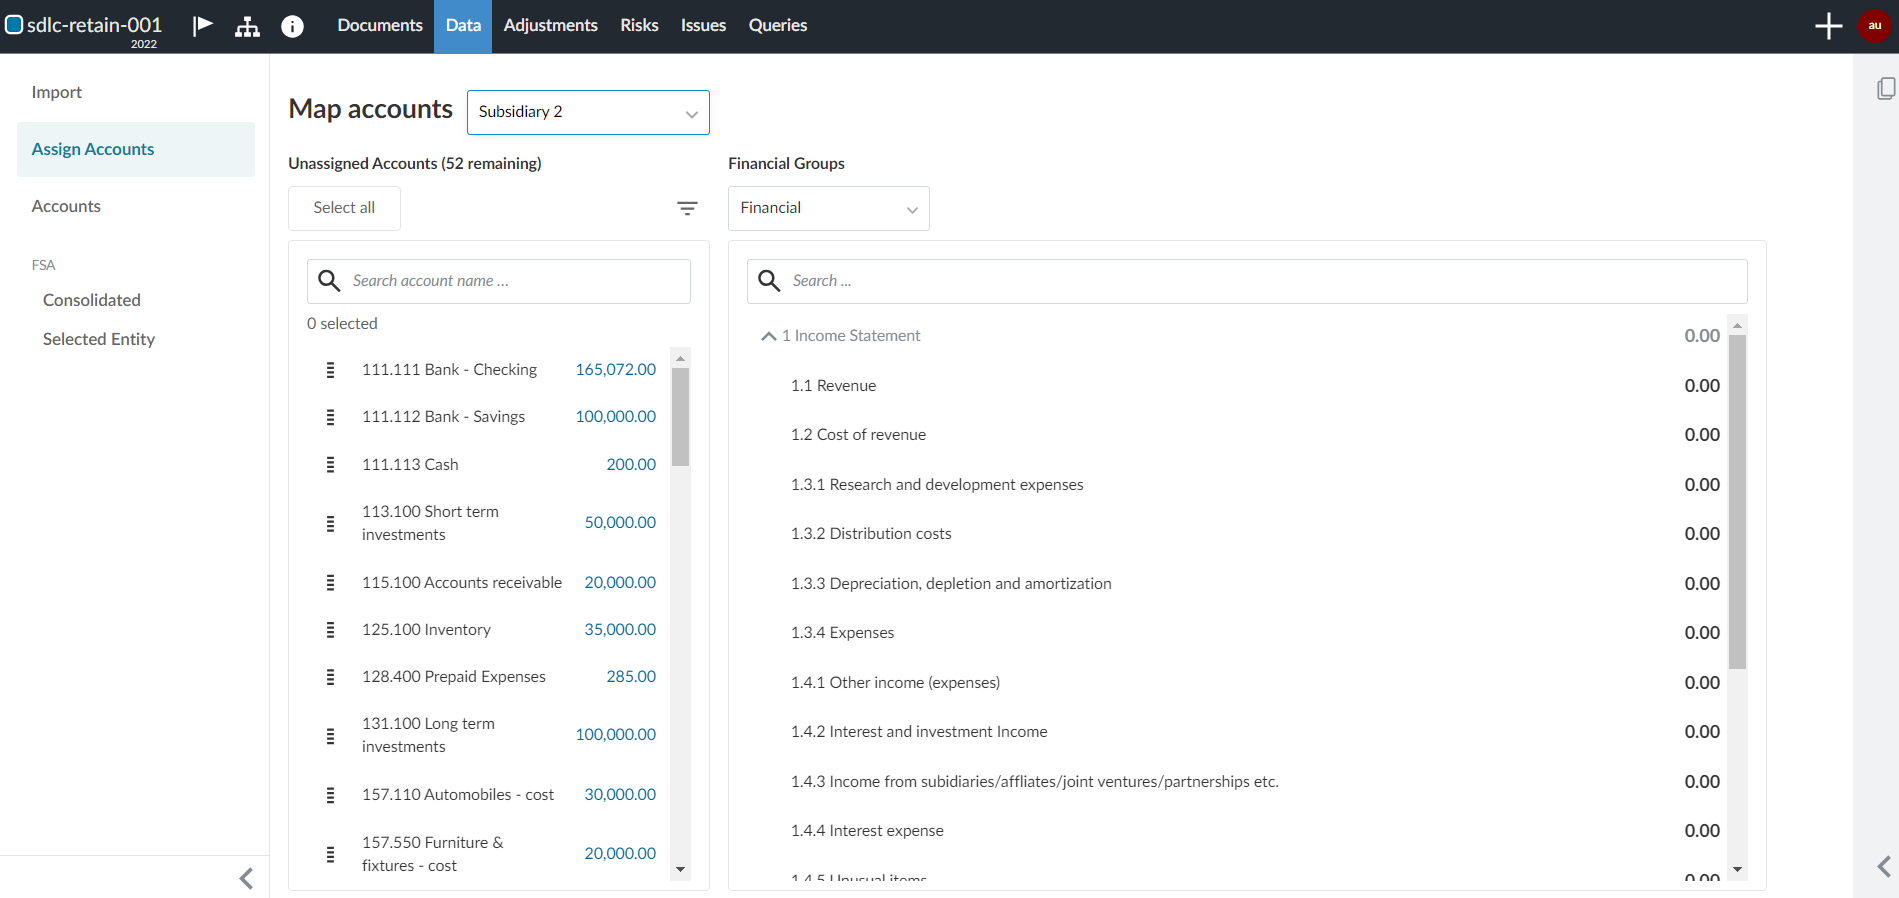 sdlc-retain-001
2022
Documents
Data
Adjustments
Risks
Issues
Queries
au
Import
Assign Accounts
Accounts
FSA
Consolidated
Selected Entity
Map accounts
Subsidiary 2
Unassigned Accounts (52 remaining)
Select all
Search account name ...
0 selected
111.111 Bank - Checking 165,072.00
111.112 Bank - Savings 100,000.00
111.113 Cash 200.00
113.100 Short term
investments 50,000.00
115.100 Accounts receivable 20,000.00
125.100 Inventory 35,000.00
128.400 Prepaid Expenses 285.00
131.100 Long term
investments 100,000.00
157.110 Automobiles - cost 30,000.00
157.550 Furniture &
fixtures - cost 20,000.00
Financial Groups
Financial
Search ...
1 Income Statement 0.00
1.1 Revenue 0.00
1.2 Cost of revenue 0.00
1.3.1 Research and development expenses 0.00
1.3.2 Distribution costs 0.00
1.3.3 Depreciation, depletion and amortization 0.00
1.3.4 Expenses 0.00
1.4.1 Other income (expenses) 0.00
1.4.2 Interest and investment Income 0.00
1.4.3 Income from subidiaries/affliates/joint ventures/partnerships etc. 0.00
1.4.4 Interest expense 0.00
1.4.5 Unusual items 0.00